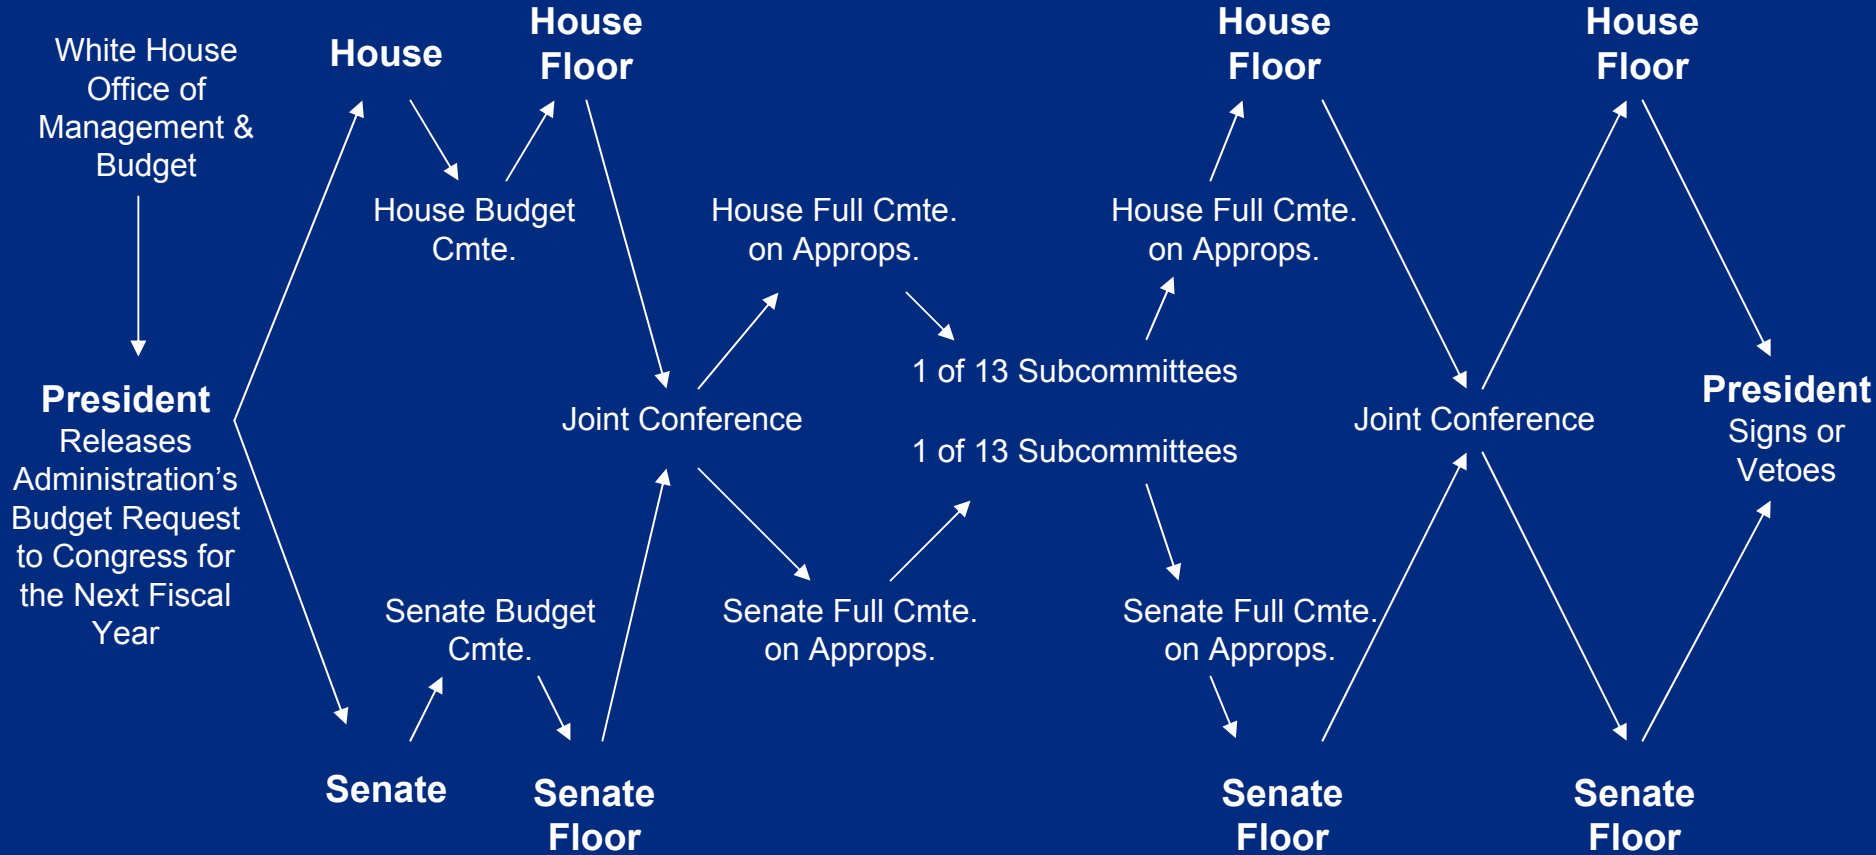 White House
Office of
Management &
Budget
President
Releases
Administration’s
Budget Request
to Congress for
the Next Fiscal
Year
House
House Budget
Cmte.
House
Floor
Senate Budget
Cmte.
Senate
Senate
Floor
Joint Conference
House Full Cmte.
on Approps.
1 of 13 Subcommittees
1 of 13 Subcommittees
Senate Full Cmte.
on Approps.
House
Floor
House Full Cmte.
on Approps.
Senate Full Cmte.
on Approps.
Senate
Floor
Joint Conference
House
Floor
Senate
Floor
President
Signs or
Vetoes